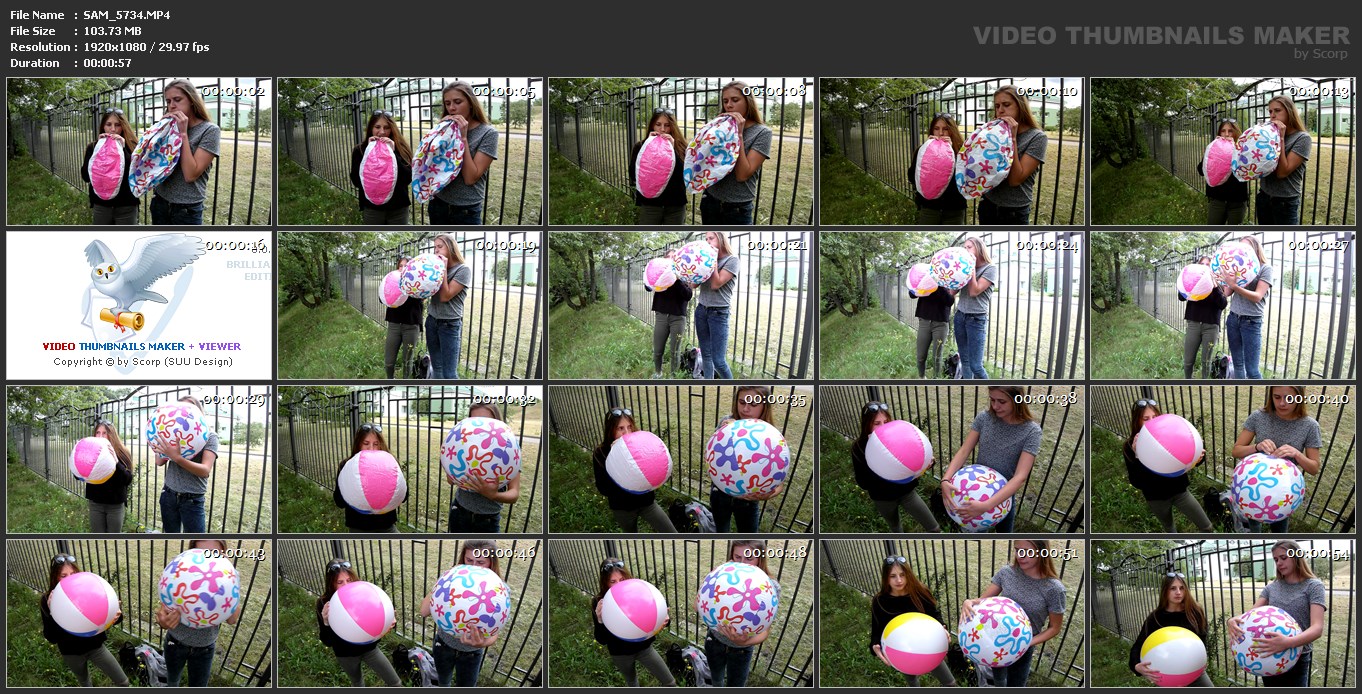 File Name : SAM_5734.MP4
File Size : 103.73 MB
Resolution : 1920x1080 / 29.97 fps
Duration : 00:00:57
VIDEO THUMBNAILS MAKER
by Scorp
00:00:02
00:00:05
00:00:08
00:00:10
00:00:13
00:00:16
BRILLIA
EDIT
VIDEO THUMBNAILS MAKER + VIEWER
Copyright © by Scorp (SUU Design)
00:00:19
00:00:21
00:00:24
00:00:27
00:00:29
00:00:32
00:00:35
00:00:38
00:00:40
00:00:43
00:00:46
00:00:48
00:00:51
00:00:54